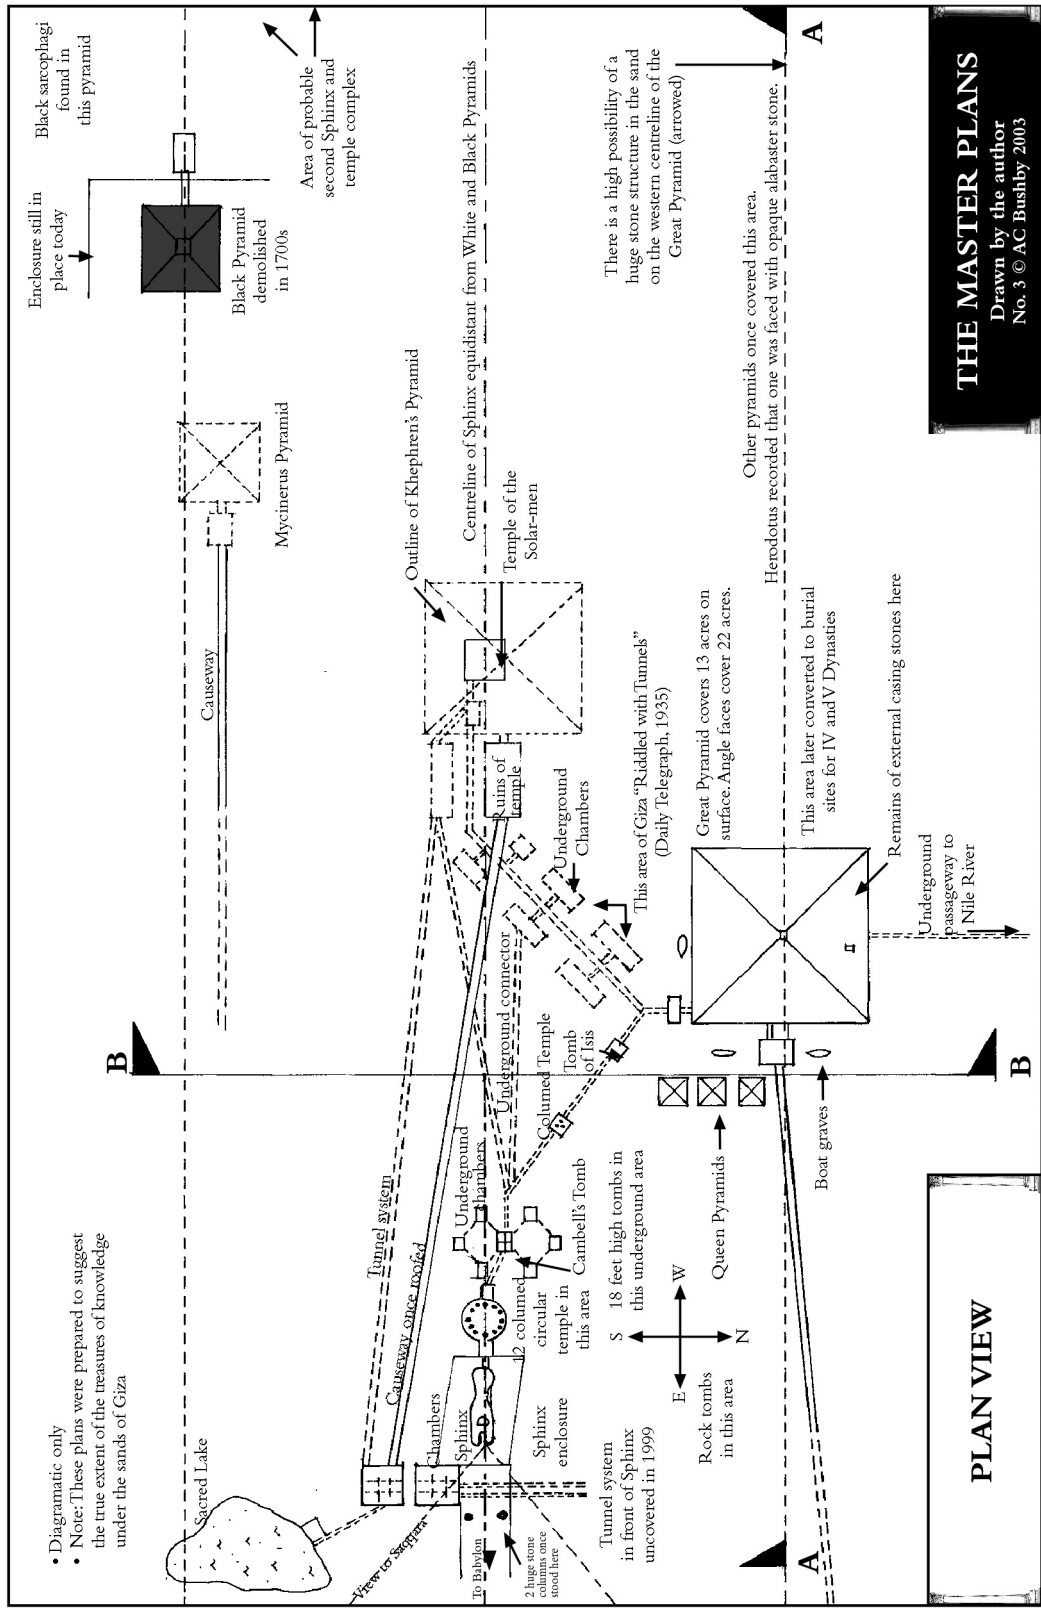 • Diagramatic only
• Note: These plans were prepared to suggest
the true extent of the treasures of knowledge
under the sands of Giza
Sacred Lake
B
Causeway
Mycinerus Pyramid
Enclosure still in
place today
Black sarcophagi
found in
this pyramid
Black Pyramid
demolished
in 1700s
Area of probable
second Sphinx and
temple complex
Tunnel system
Causeway once roofed
View to Saqqara
Chambers
Sphinx
Underground
chambers
Outline of Khephren's Pyramid
Centreline of Sphinx equidistant from White and Black Pyramids
Temple of the
Solar-men
Ruins of
temple
Underground connector
Underground
Chambers
To Babylon
2 huge stone
columns once
stood here
Sphinx
enclosure
12 columed
circular
temple in
this area
Cambell's Tomb
Columed Temple
Tomb
of Isis
This area of Giza "Riddled with Tunnels"
(Daily Telegraph, 1935)
Tunnel system
in front of Sphinx
uncovered in 1999
18 feet high tombs in
this underground area
S
E
W
N
Rock tombs
in this area
Queen Pyramids
Boat graves
There is a high possibility of a
huge stone structure in the sand
on the western centreline of the
Great Pyramid (arrowed)
Great Pyramid covers 13 acres on
surface. Angle faces cover 22 acres.
Other pyramids once covered this area.
Herodotus recorded that one was faced with opaque alabaster stone.
A
A
This area later converted to burial
sites for IV and V Dynasties
Remains of external casing stones here
Underground
passageway to
Nile River
B
PLAN VIEW
THE MASTER PLANS
Drawn by the author
No. 3 © AC Bushby 2003